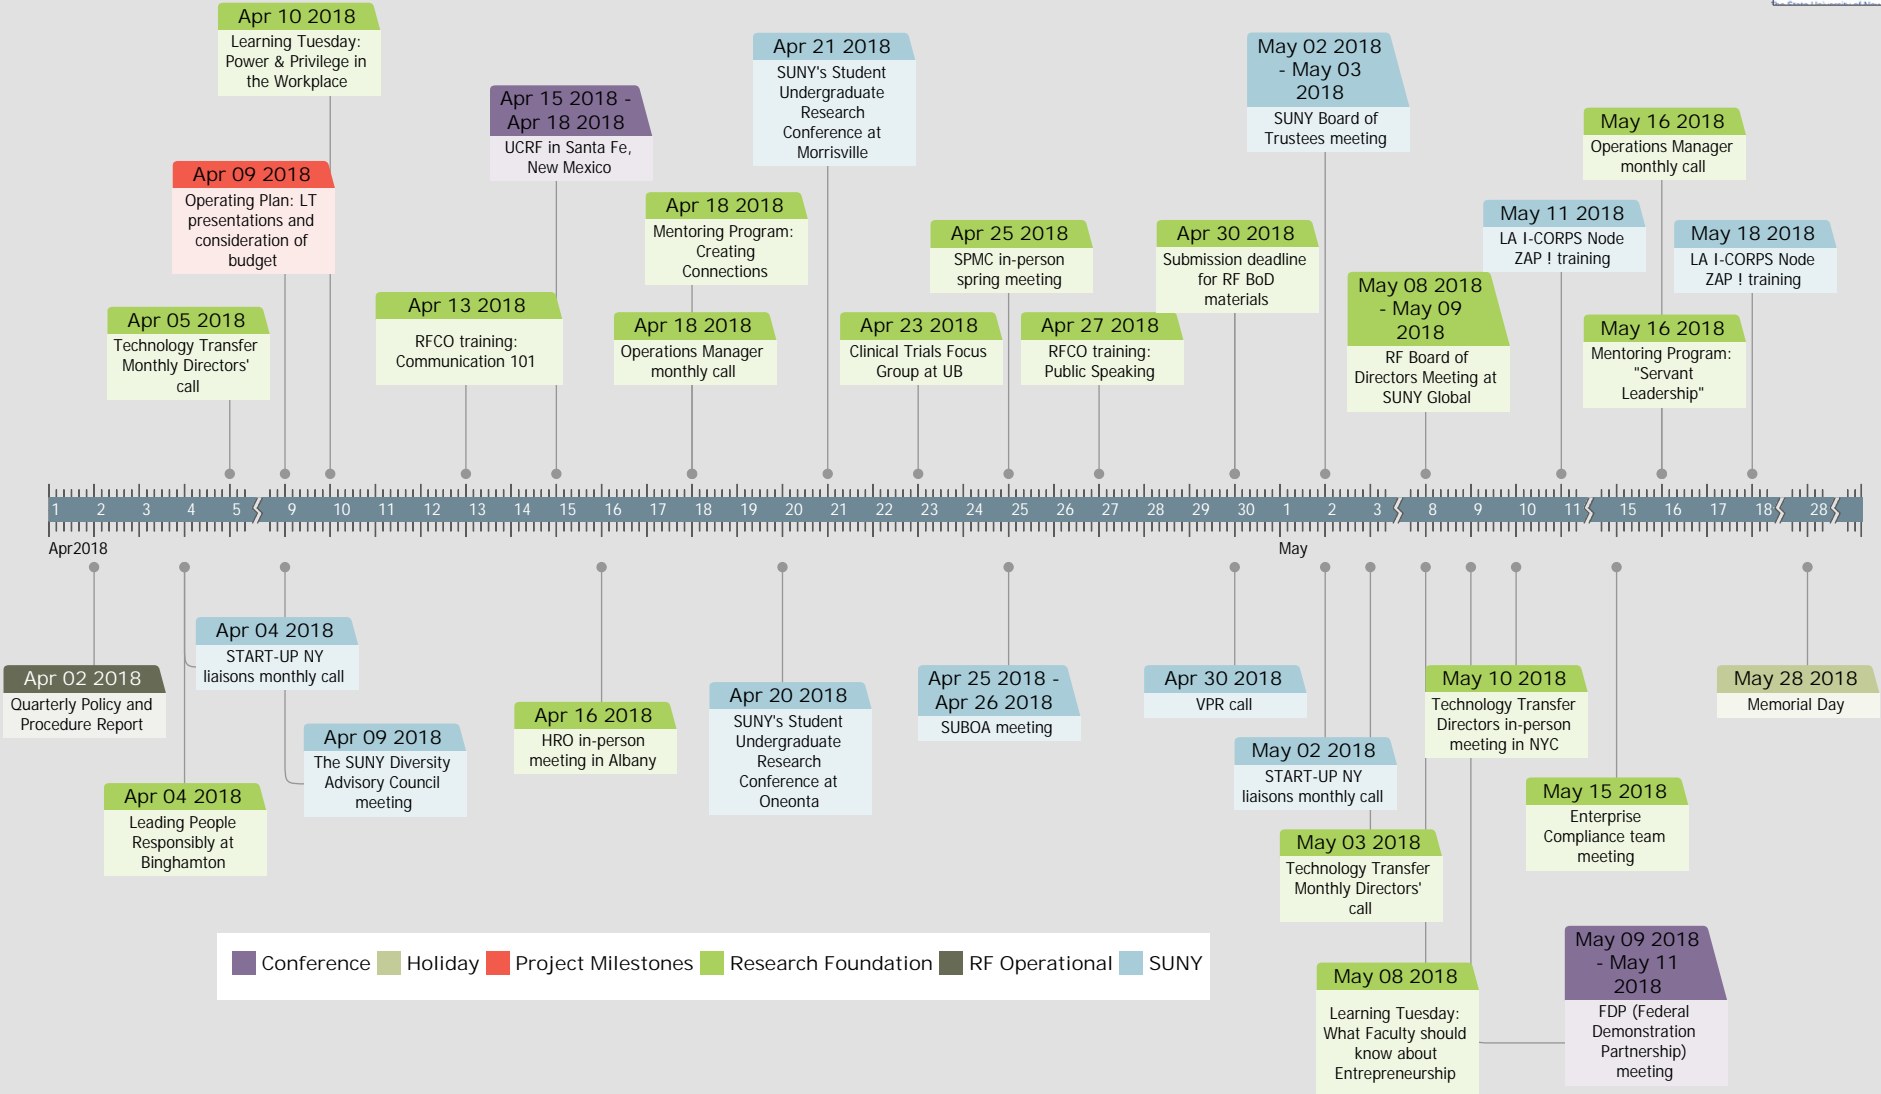 Apr 10 2018
Learning Tuesday:
Power & Privilege in
the Workplace
Apr 21 2018
SUNY's Student
Undergraduate
Research
Conference at
Morrisville
May 02 2018
- May 03
2018
SUNY Board of
Trustees meeting
Apr 15 2018 -
Apr 18 2018
UCRF in Santa Fe,
New Mexico
May 16 2018
Operations Manager
monthly call
Apr 09 2018
Operating Plan: LT
presentations and
consideration of
budget
Apr 18 2018
Mentoring Program:
Creating
Connections
Apr 25 2018
SPMC in-person
spring meeting
Apr 30 2018
Submission deadline
for RF BoD
materials
May 11 2018
LA I-CORPS Node
ZAP ! training
May 18 2018
LA I-CORPS Node
ZAP ! training
Apr 05 2018
Technology Transfer
Monthly Directors'
call
Apr 13 2018
RFCO training:
Communication 101
Apr 18 2018
Operations Manager
monthly call
Apr 23 2018
Clinical Trials Focus
Group at UB
Apr 27 2018
RFCO training:
Public Speaking
May 08 2018
- May 09
2018
RF Board of
Directors Meeting at
SUNY Global
May 16 2018
Mentoring Program:
"Servant
Leadership"
1 2 3 4 5 9 10 11 12 13 14 15 16 17 18 19 20 21 22 23 24 25 26 27 28 29 30 1 2 3 8 9 10 11 15 16 17 18 28
Apr2018 May
Apr 02 2018
Quarterly Policy and
Procedure Report
Apr 04 2018
START-UP NY
liaisons monthly call
Apr 09 2018
The SUNY Diversity
Advisory Council
meeting
Apr 04 2018
Leading People
Responsibly at
Binghamton
Apr 16 2018
HRO in-person
meeting in Albany
Apr 20 2018
SUNY's Student
Undergraduate
Research
Conference at
Oneonta
Apr 25 2018 -
Apr 26 2018
SUBOA meeting
Apr 30 2018
VPR call
May 02 2018
START-UP NY
liaisons monthly call
May 03 2018
Technology Transfer
Monthly Directors'
call
May 10 2018
Technology Transfer
Directors in-person
meeting in NYC
May 15 2018
Enterprise
Compliance team
meeting
May 28 2018
Memorial Day
May 08 2018
Learning Tuesday:
What Faculty should
know about
Entrepreneurship
May 09 2018
- May 11
2018
FDP (Federal
Demonstration
Partnership)
meeting
Conference Holiday Project Milestones Research Foundation RF Operational SUNY